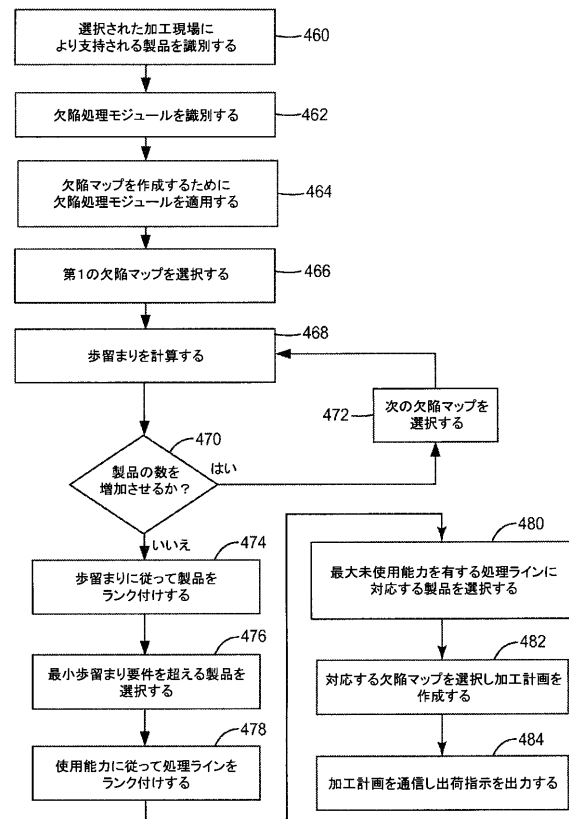 選択された加工現場に
より支持される製品を識別する
460
欠陥処理モジュールを識別する
462
欠陥マップを作成するために
欠陥処理モジュールを適用する
464
第1の欠陥マップを選択する
466
468
歩留まりを計算する
472
次の欠陥マップを
選択する
470
製品の数を
増加させるか？
はい
いいえ
474
歩留まりに従って製品を
ランク付けする
476
最小歩留まり要件を超える製品を
選択する
478
使用能力に従って処理ラインを
ランク付けする
480
最大未使用能力を有する処理ラインに
対応する製品を選択する
482
対応する欠陥マップを選択し加工計画を
作成する
484
加工計画を通信し出荷指示を出力する